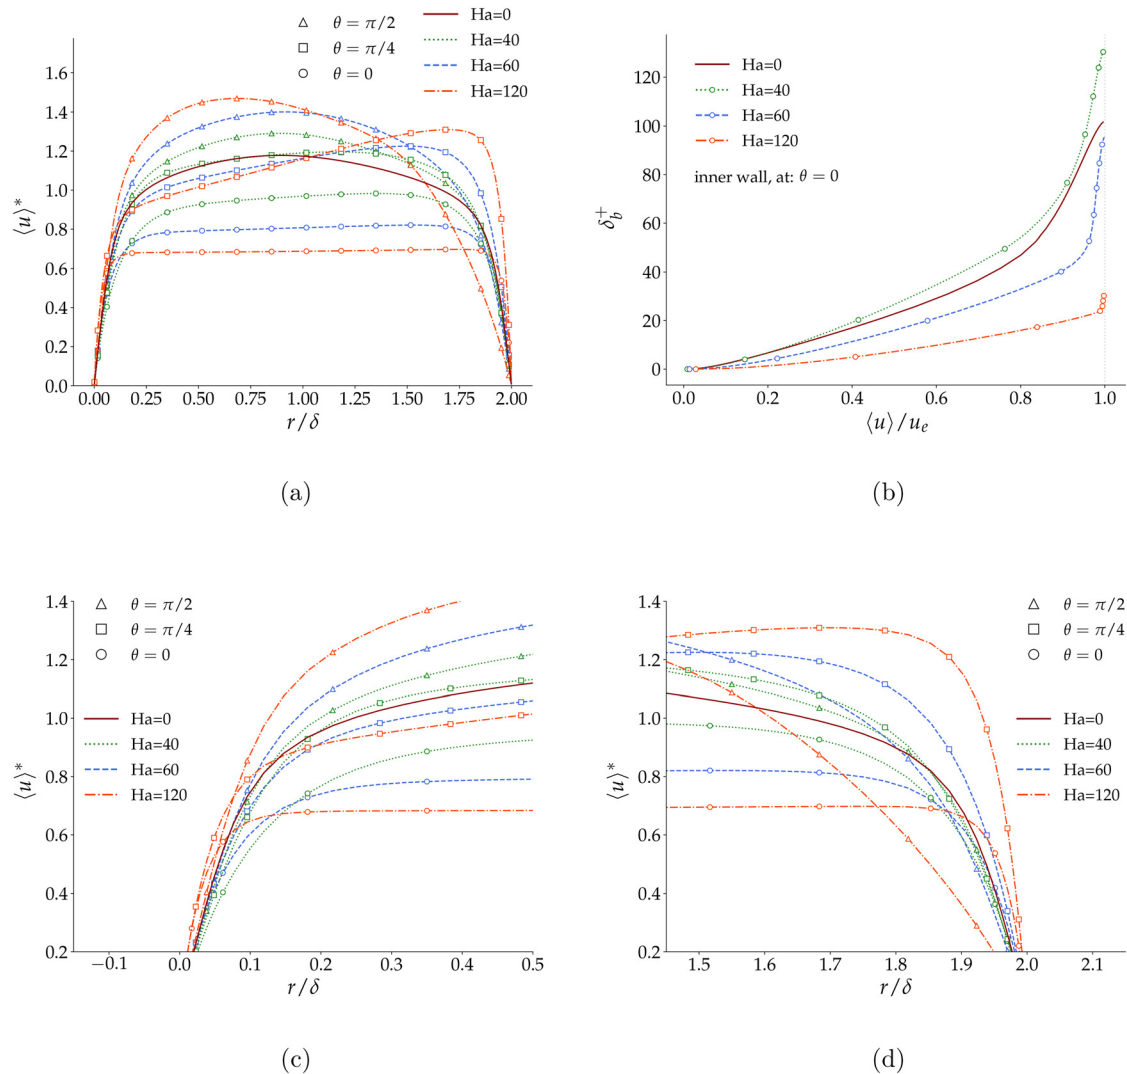 θ = π/2
θ = π/4
θ = 0
Ha=0
Ha=40
Ha=60
Ha=120
⟨u⟩*
1.6
1.4
1.2
1.0
0.8
0.6
0.4
0.2
0.0
0.00 0.25 0.50 0.75 1.00 1.25 1.50 1.75 2.00
r/δ
(a)
Ha=0
Ha=40
Ha=60
Ha=120
inner wall, at: θ = 0
δ_b^+
120
100
80
60
40
20
0
0.0 0.2 0.4 0.6 0.8 1.0
⟨u⟩/u_e
(b)
θ = π/2
θ = π/4
θ = 0
Ha=0
Ha=40
Ha=60
Ha=120
⟨u⟩*
1.4
1.2
1.0
0.8
0.6
0.4
0.2
−0.1 0.0 0.1 0.2 0.3 0.4 0.5
r/δ
(c)
θ = π/2
θ = π/4
θ = 0
Ha=0
Ha=40
Ha=60
Ha=120
⟨u⟩*
1.4
1.2
1.0
0.8
0.6
0.4
0.2
1.5 1.6 1.7 1.8 1.9 2.0 2.1
r/δ
(d)